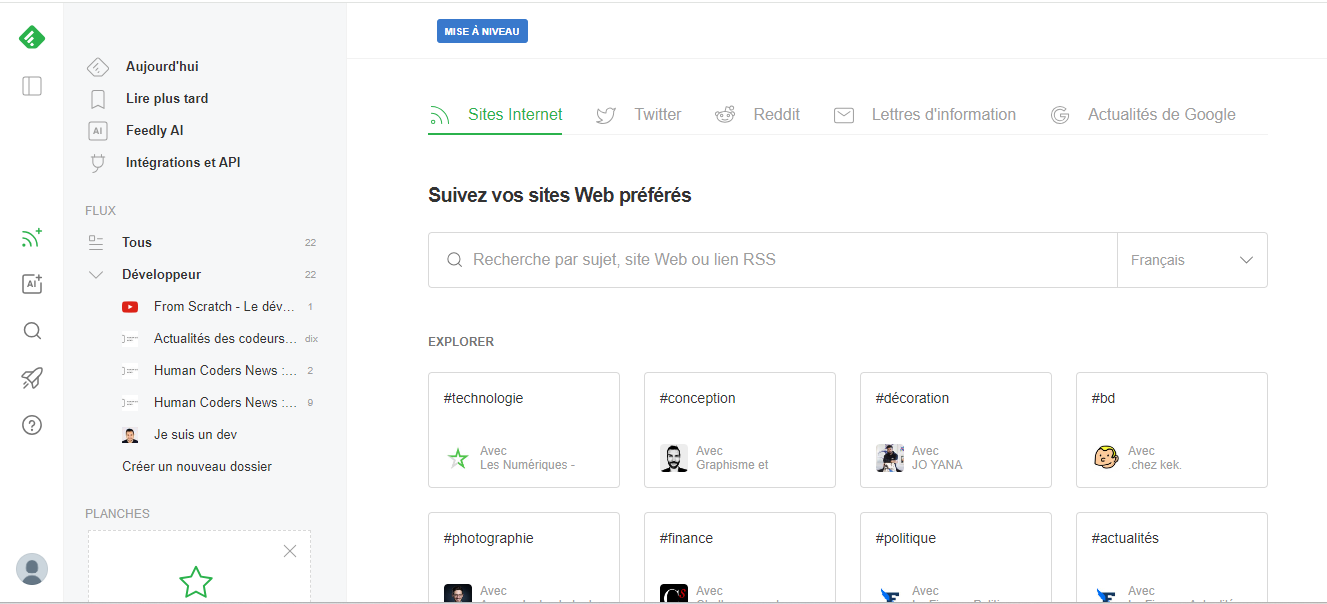 MISE À NIVEAU
Aujourd'hui
Lire plus tard
AI Feedly AI
Intégrations et API
FLUX
Tous 22
Développeur 22
From Scratch - Le dév... 1
Actualités des codeurs... dix
Human Coders News :... 2
Human Coders News :... 9
Je suis un dev
Créer un nouveau dossier
PLANCHES
AI
Sites Internet Twitter Reddit Lettres d'information Actualités de Google
Suivez vos sites Web préférés
Recherche par sujet, site Web ou lien RSS Français
EXPLORER
#technologie
Avec
Les Numériques -
#conception
Avec
Graphisme et
#décoration
Avec
JO YANA
#bd
Avec
.chez kek.
#photographie
Avec
#finance
Avec
#politique
Avec
#actualités
Avec